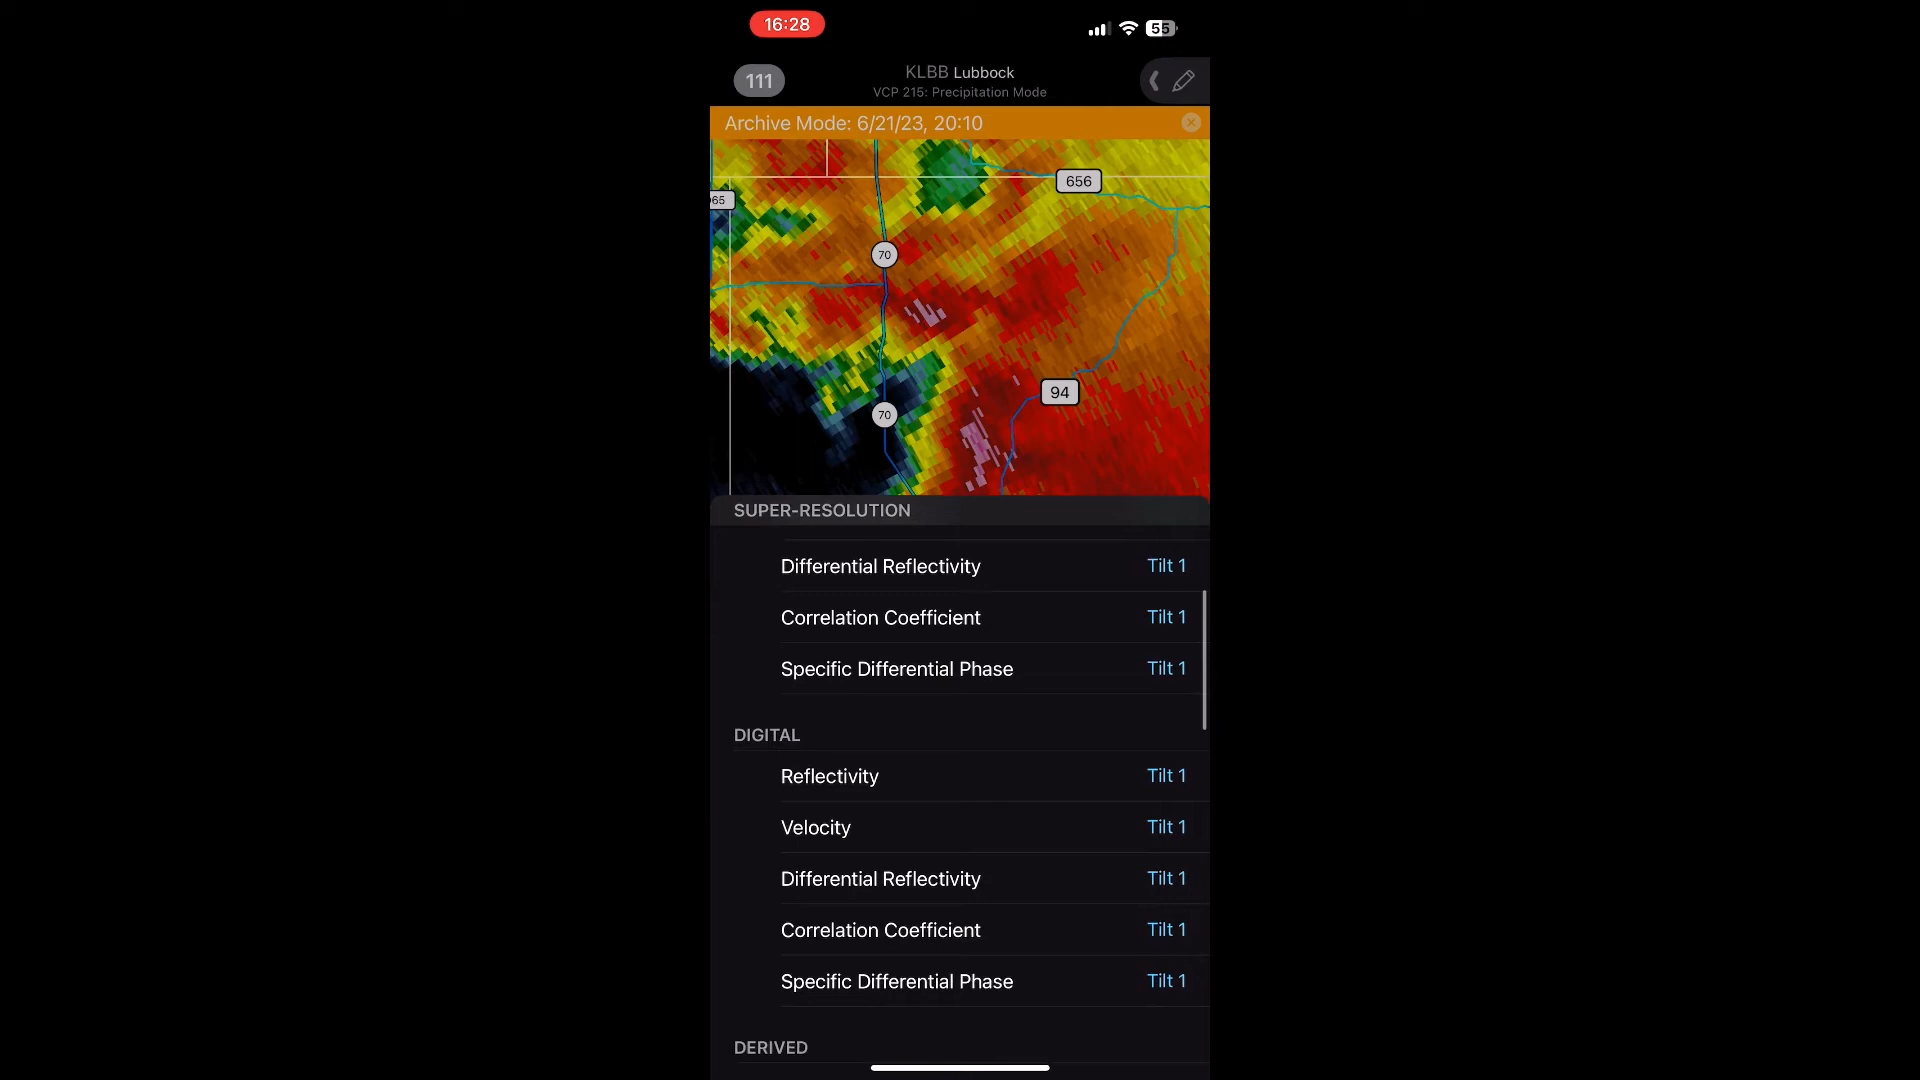 16:28
55
111
KLBB Lubbock
VCP 215: Precipitation Mode
Archive Mode: 6/21/23, 20:10
656
70
94
70
SUPER-RESOLUTION
Differential Reflectivity Tilt 1
Correlation Coefficient Tilt 1
Specific Differential Phase Tilt 1
DIGITAL
Reflectivity Tilt 1
Velocity Tilt 1
Differential Reflectivity Tilt 1
Correlation Coefficient Tilt 1
Specific Differential Phase Tilt 1
DERIVED